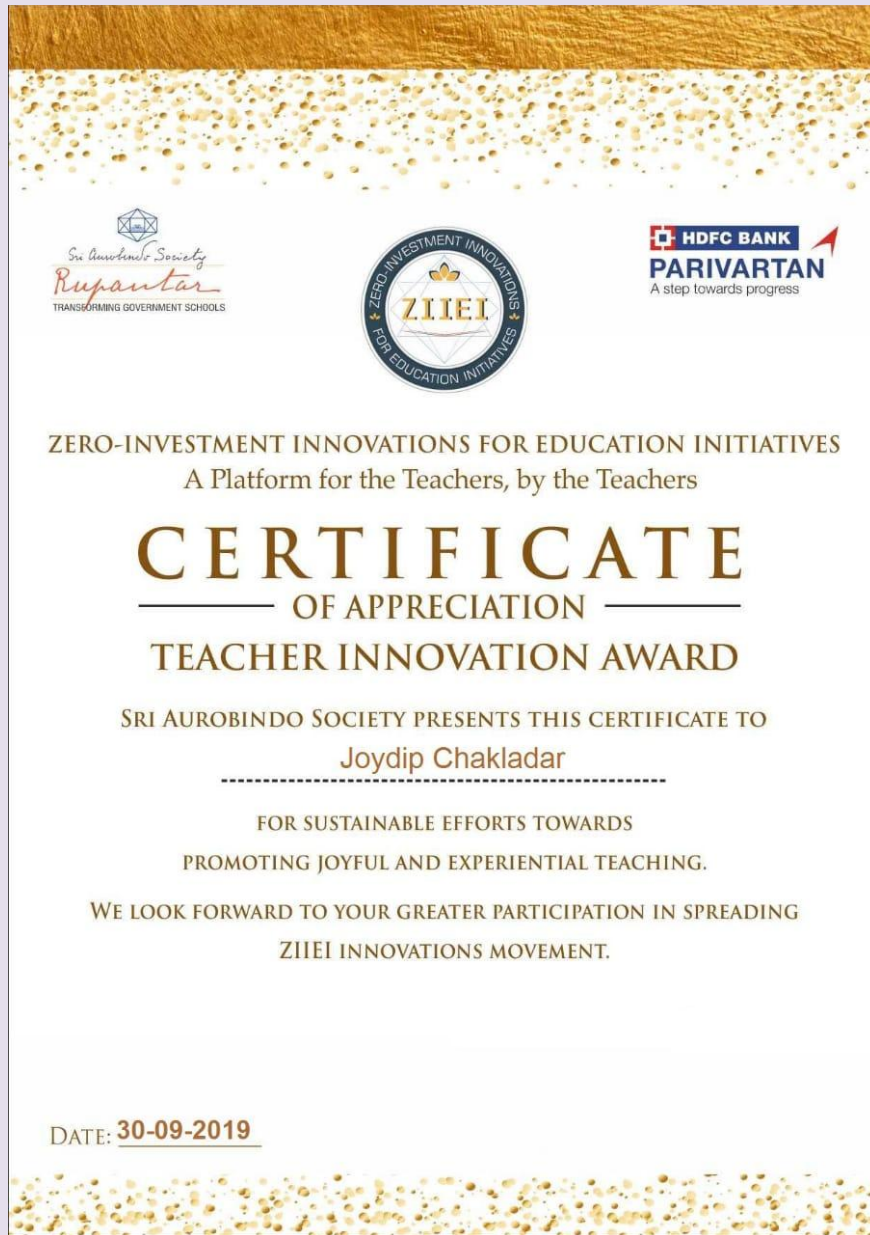 Sri Aurobindo Society
Rupantar
TRANSFORMING GOVERNMENT SCHOOLS
ZERO-INVESTMENT INNOVATIONS
FOR EDUCATION INITIATIVES
ZIIEI
HDFC BANK
PARIVARTAN
A step towards progress
ZERO-INVESTMENT INNOVATIONS FOR EDUCATION INITIATIVES
A Platform for the Teachers, by the Teachers
CERTIFICATE
OF APPRECIATION
TEACHER INNOVATION AWARD
SRI AUROBINDO SOCIETY PRESENTS THIS CERTIFICATE TO
Joydip Chakladar
FOR SUSTAINABLE EFFORTS TOWARDS
PROMOTING JOYFUL AND EXPERIENTIAL TEACHING.
WE LOOK FORWARD TO YOUR GREATER PARTICIPATION IN SPREADING
ZIIEI INNOVATIONS MOVEMENT.
DATE: 30-09-2019